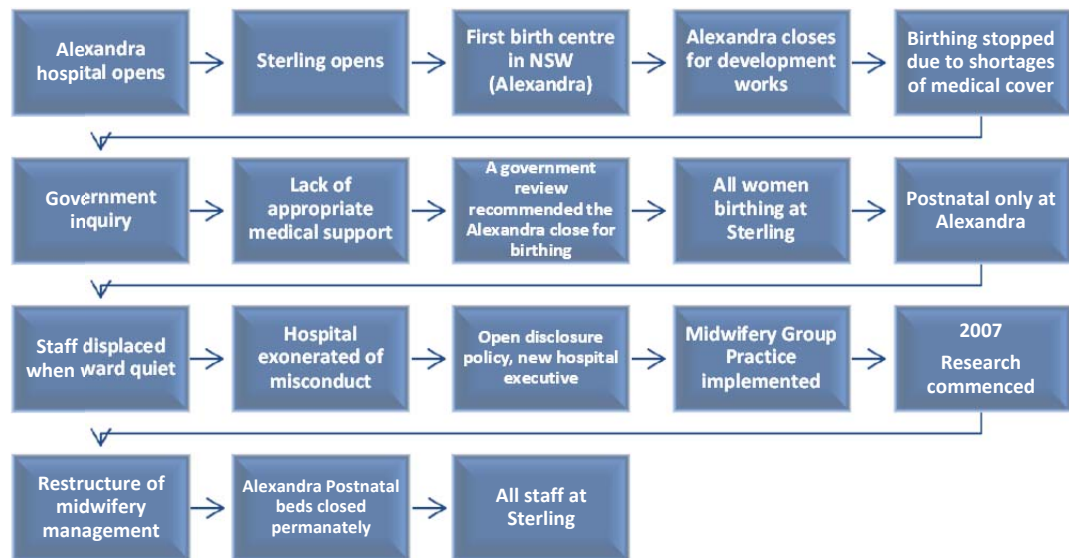 Alexandra
hospital opens
Sterling opens
First birth centre
in NSW
(Alexandra)
Alexandra closes
for development
works
Birthing stopped
due to shortages
of medical cover
Government
inquiry
Lack of
appropriate
medical support
A government
review
recommended the
Alexandra close for
birthing
All women
birthing at
Sterling
Postnatal only at
Alexandra
Staff displaced
when ward quiet
Hospital
exonerated of
misconduct
Open disclosure
policy, new hospital
executive
Midwifery Group
Practice
implemented
2007
Research
commenced
Restructure of
midwifery
management
Alexandra Postnatal
beds closed
permanately
All staff at
Sterling